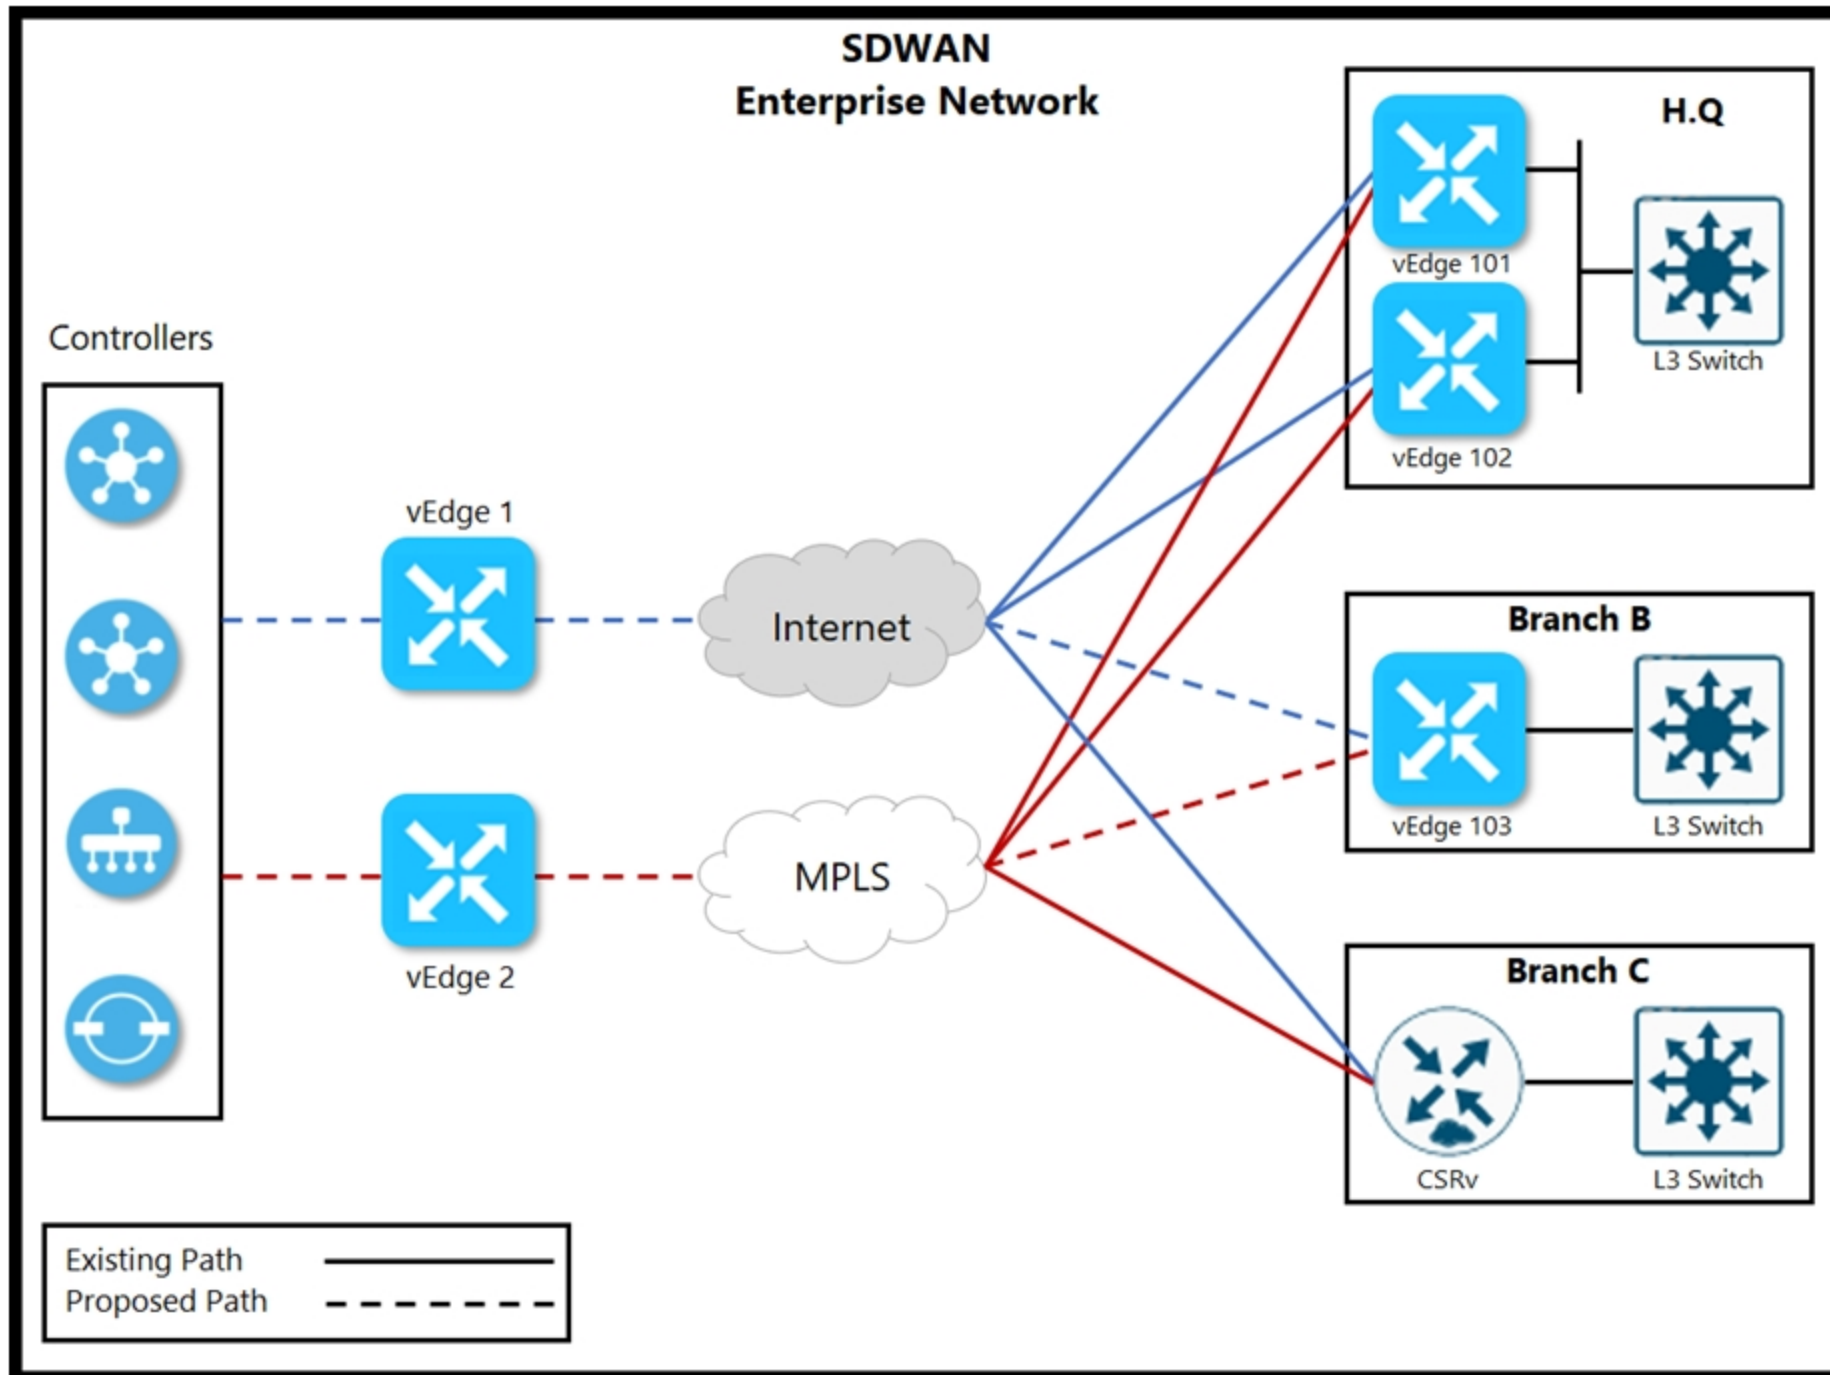 SDWAN
Enterprise Network
H.Q
vEdge 101
L3 Switch
vEdge 102
Controllers
vEdge 1
Internet
Branch B
vEdge 103
L3 Switch
MPLS
vEdge 2
Branch C
CSRv
L3 Switch
Existing Path
Proposed Path